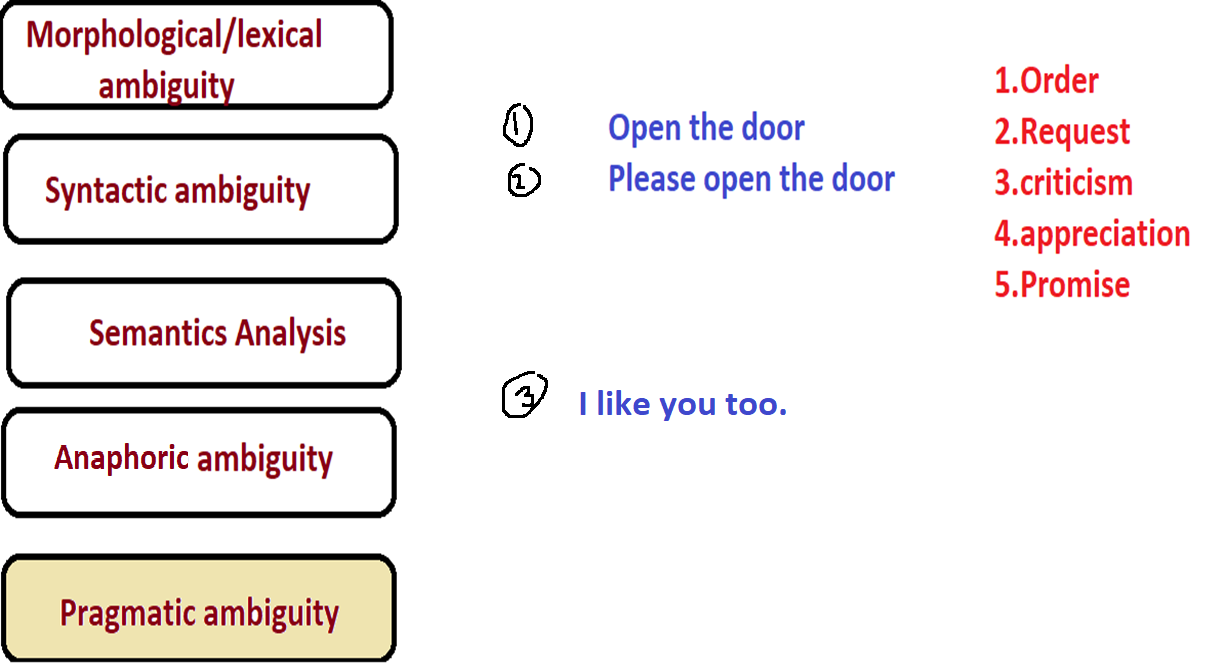 Morphological/lexical
ambiguity
Syntactic ambiguity
Semantics Analysis
Anaphoric ambiguity
Pragmatic ambiguity
1 Open the door
2 Please open the door
3 I like you too.
1.Order
2.Request
3.criticism
4.appreciation
5.Promise